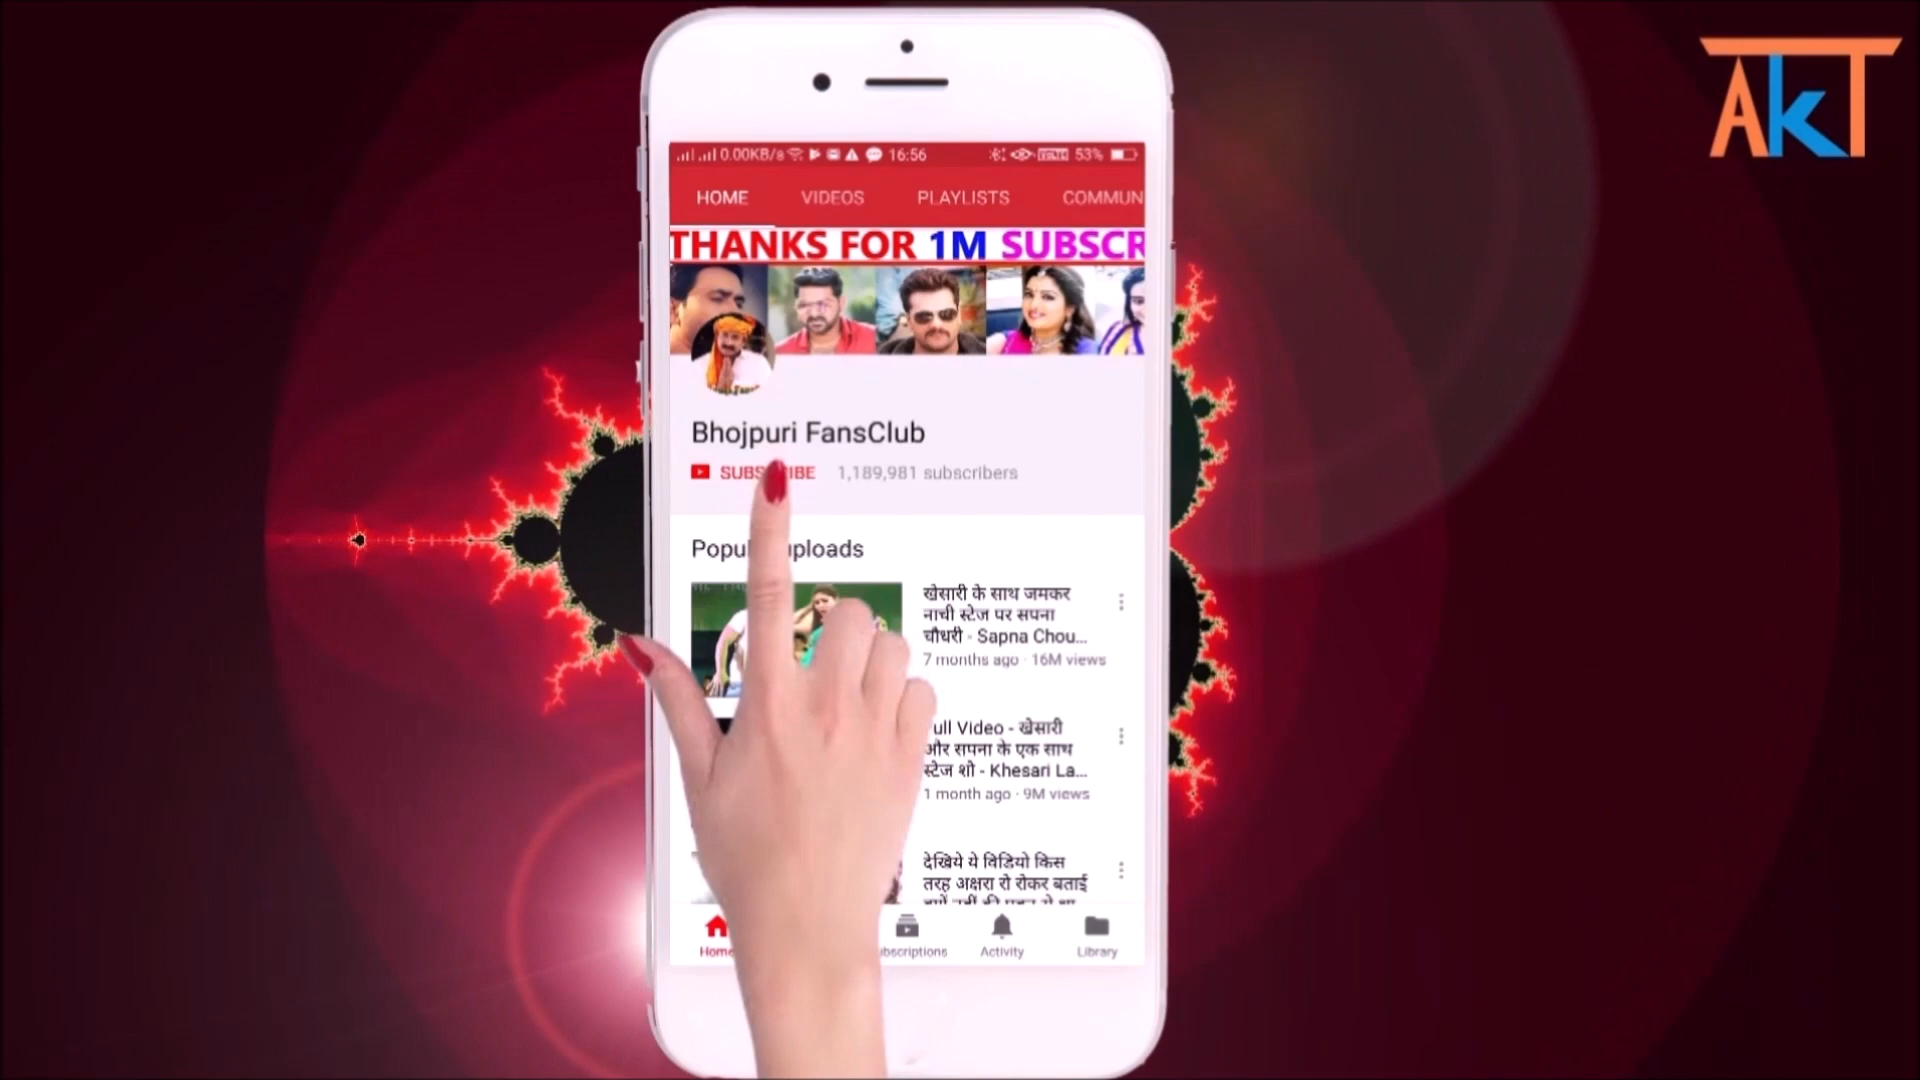 AKT
0.00KB/s 16:56 53%
HOME VIDEOS PLAYLISTS COMMUN
THANKS FOR 1M SUBSCR
Bhojpuri FansClub
1,189,981 subscribers
खेसारी के साथ जमकर
नाची स्टेज पर सपना
चौधरी - Sapna Chou...
7 months ago · 16M views
ull Video - खेसारी
और सपना के एक साथ
स्टेज शो - Khesari La...
1 month ago · 9M views
देखिये ये विडियो किस
तरह अक्षरा रो रोकर बताई
Home bscriptions Activity Library